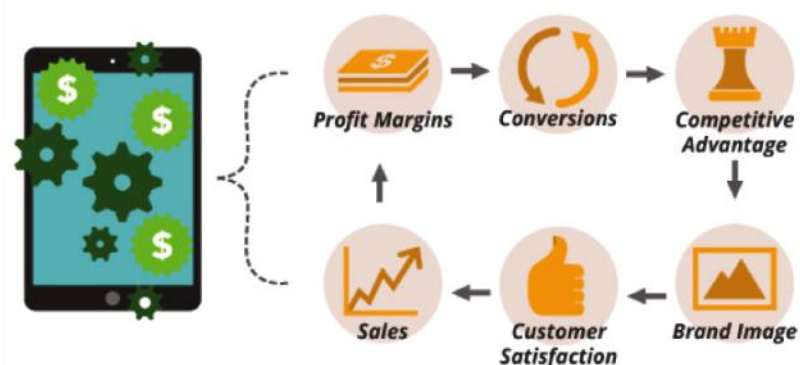 $
$
$
$
Profit Margins
Conversions
Competitive
Advantage
Sales
Customer
Satisfaction
Brand Image